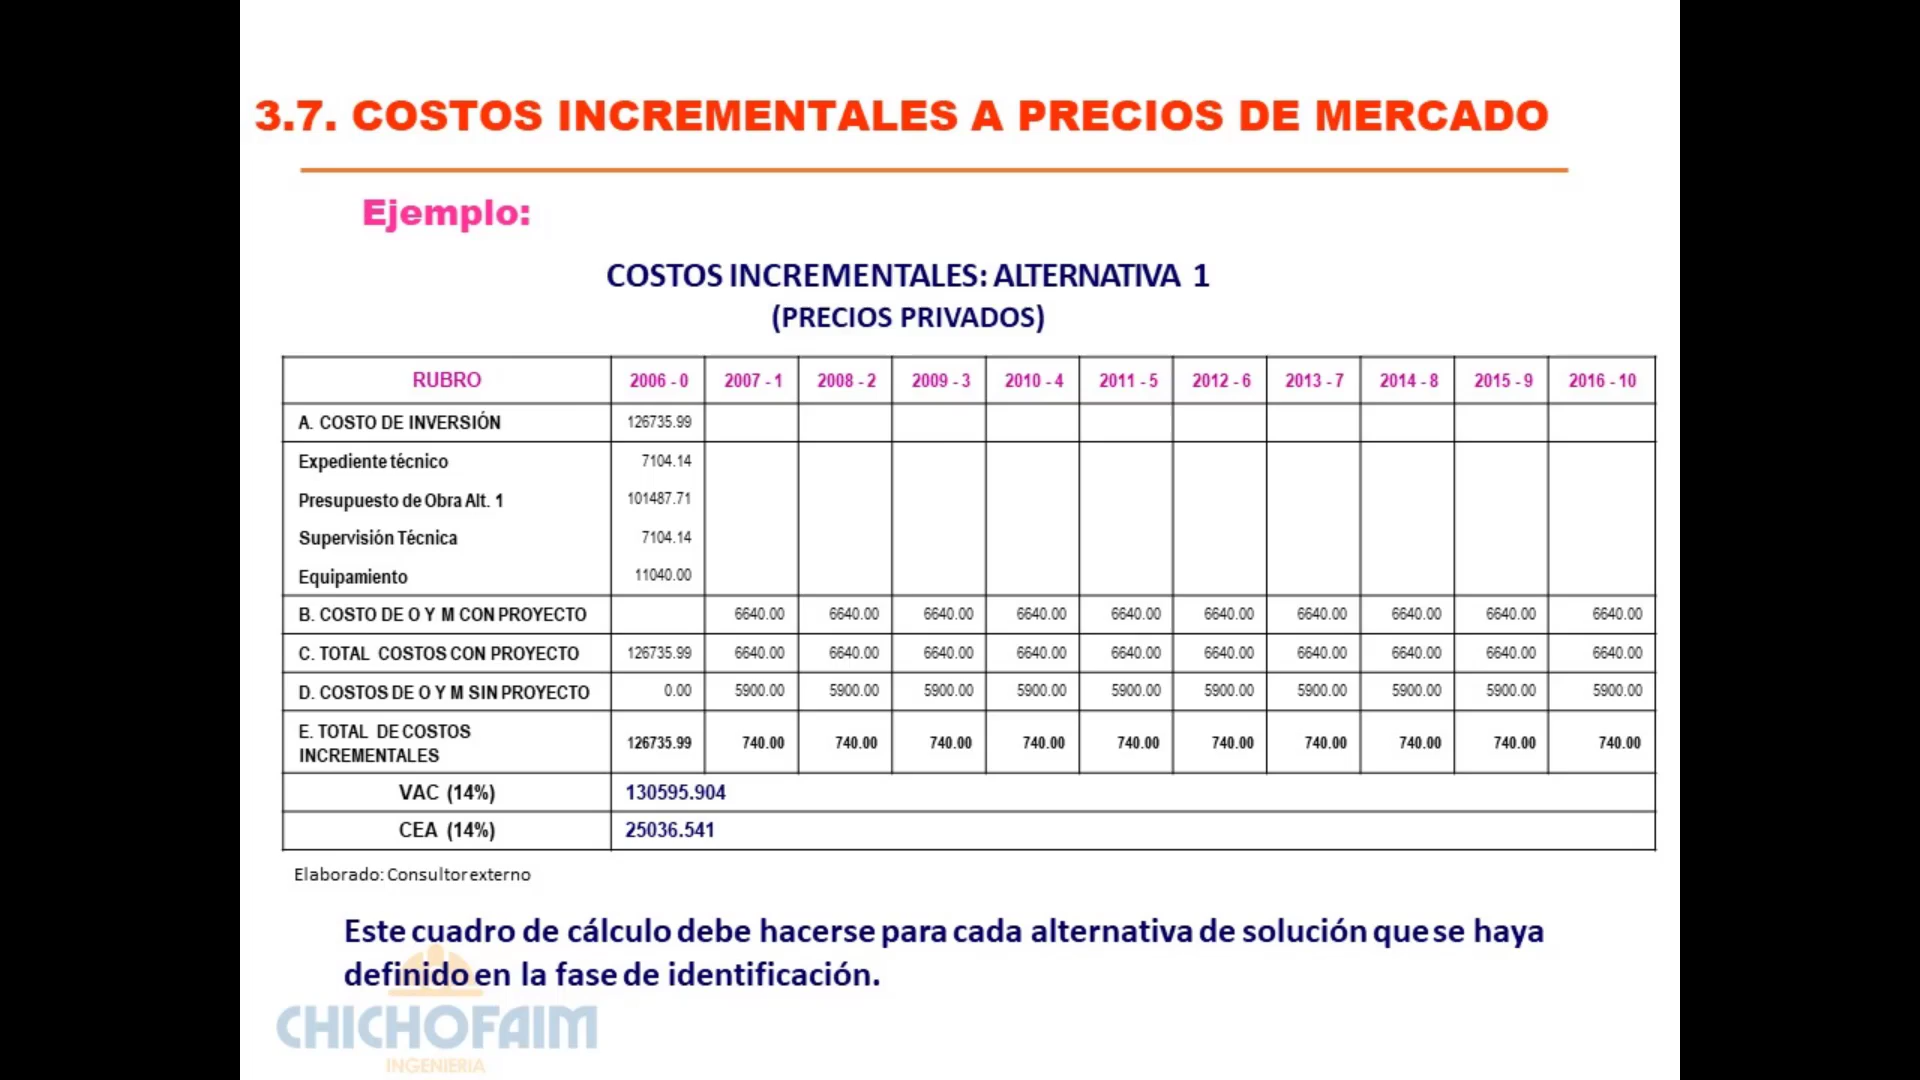 3.7. COSTOS INCREMENTALES A PRECIOS DE MERCADO
Ejemplo:
COSTOS INCREMENTALES: ALTERNATIVA 1
(PRECIOS PRIVADOS)
RUBRO 2006 - 0 2007 - 1 2008 - 2 2009 - 3 2010 - 4 2011 - 5 2012 - 6 2013 - 7 2014 - 8 2015 - 9 2016 - 10
A. COSTO DE INVERSIÓN 126735.99
Expediente técnico 7104.14
Presupuesto de Obra Alt. 1 101487.71
Supervisión Técnica 7104.14
Equipamiento 11040.00
B. COSTO DE O Y M CON PROYECTO 6640.00 6640.00 6640.00 6640.00 6640.00 6640.00 6640.00 6640.00 6640.00 6640.00
C. TOTAL COSTOS CON PROYECTO 126735.99 6640.00 6640.00 6640.00 6640.00 6640.00 6640.00 6640.00 6640.00 6640.00 6640.00
D. COSTOS DE O Y M SIN PROYECTO 0.00 5900.00 5900.00 5900.00 5900.00 5900.00 5900.00 5900.00 5900.00 5900.00 5900.00
E. TOTAL DE COSTOS
INCREMENTALES 126735.99 740.00 740.00 740.00 740.00 740.00 740.00 740.00 740.00 740.00 740.00
VAC (14%) 130595.904
CEA (14%) 25036.541
Elaborado: Consultor externo
Este cuadro de cálculo debe hacerse para cada alternativa de solución que se haya
definido en la fase de identificación.
CHICHOFAIM
INGENIERIA